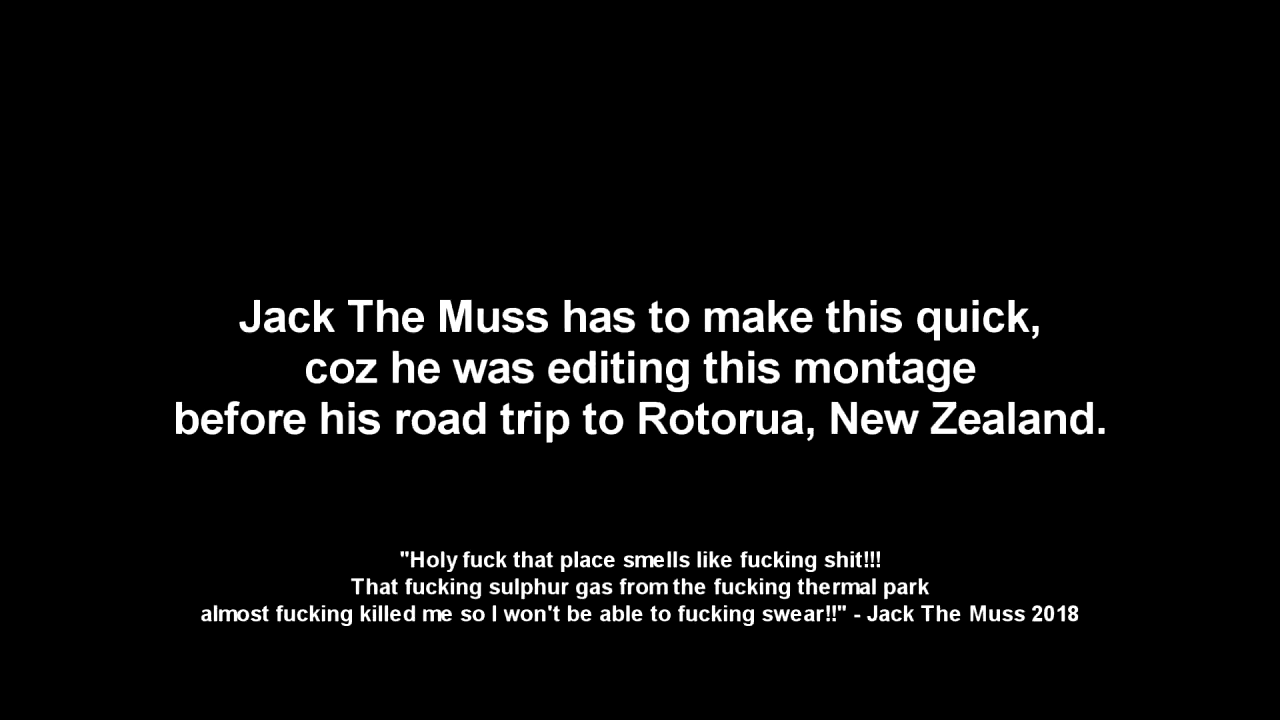 Jack The Muss has to make this quick,
coz he was editing this montage
before his road trip to Rotorua, New Zealand.
"Holy fuck that place smells like fucking shit!!!
That fucking sulphur gas from the fucking thermal park
almost fucking killed me so I won't be able to fucking swear!!" - Jack The Muss 2018